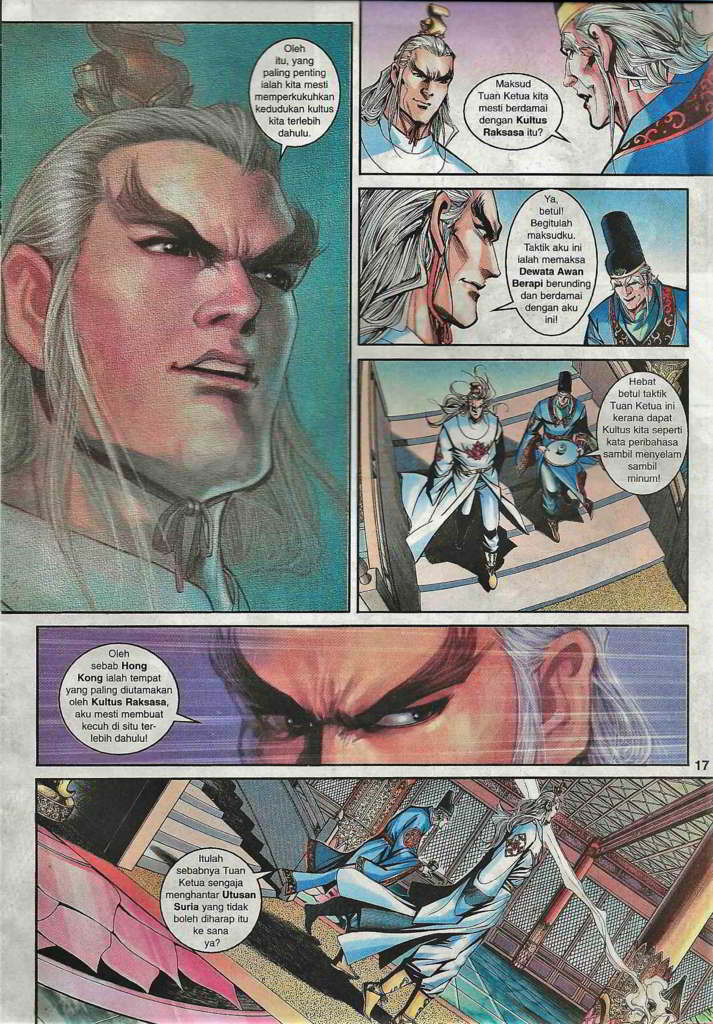 Oleh
itu, yang
paling penting
ialah kita mesti
memperkukuhkan
kedudukan kultus
kita terlebih
dahulu.
Maksud
Tuan Ketua kita
mesti berdamai
dengan Kultus
Raksasa itu?
Ya,
betul!
Begitulah
maksudku.
Taktik aku ini
ialah memaksa
Dewata Awan
Berapi berunding
dan berdamai
dengan aku
ini!
Hebat
betul taktik
Tuan Ketua ini
kerana dapat
Kultus kita seperti
kata peribahasa
sambil menyelam
sambil
minum!
Oleh
sebab Hong
Kong ialah tempat
yang paling diutamakan
oleh Kultus Raksasa,
aku mesti membuat
kecuh di situ ter-
lebih dahulu!
17
Itulah
sebabnya Tuan
Ketua sengaja
menghantar Utusan
Suria yang tidak
boleh diharap itu
ke sana
ya?